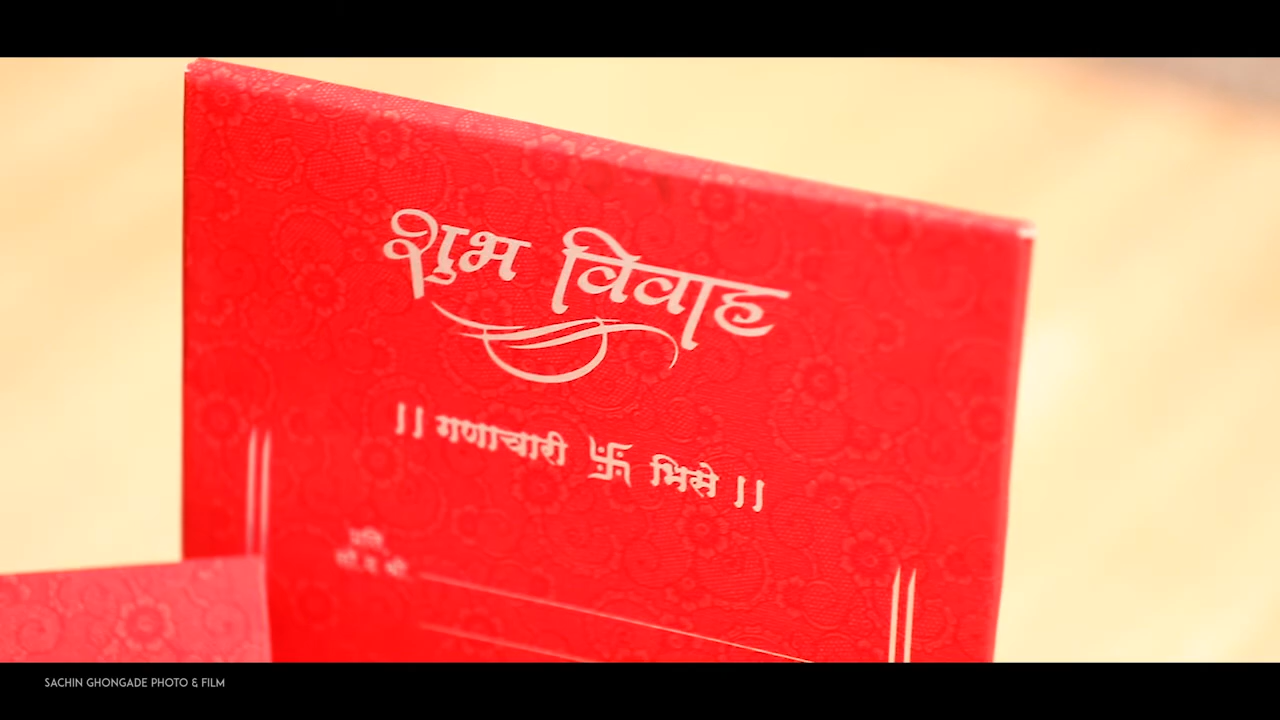 शुभ विवाह
|| गणाचारी 卐 भिसे ||
प्रति,
सौ. व श्री.
SACHIN GHONGADE PHOTO & FILM